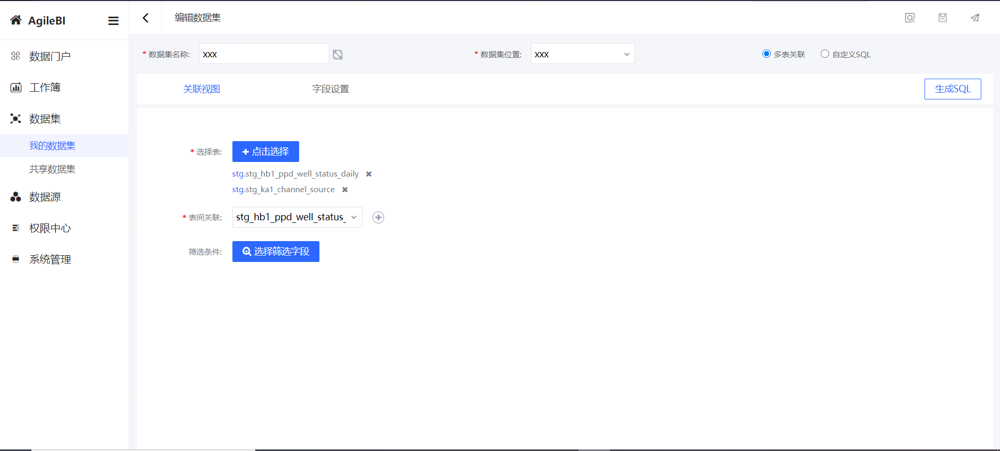 AgileBI
编辑数据集
数据门户
工作簿
数据集
我的数据集
共享数据集
数据源
权限中心
系统管理
* 数据集名称: xxx
* 数据集位置: xxx
多表关联
自定义SQL
关联视图
字段设置
生成SQL
* 选择表: 点击选择
stg.stg_hb1_ppd_well_status_daily
stg.stg_ka1_channel_source
* 表间关联: stg_hb1_ppd_well_status_
筛选条件: 选择筛选字段